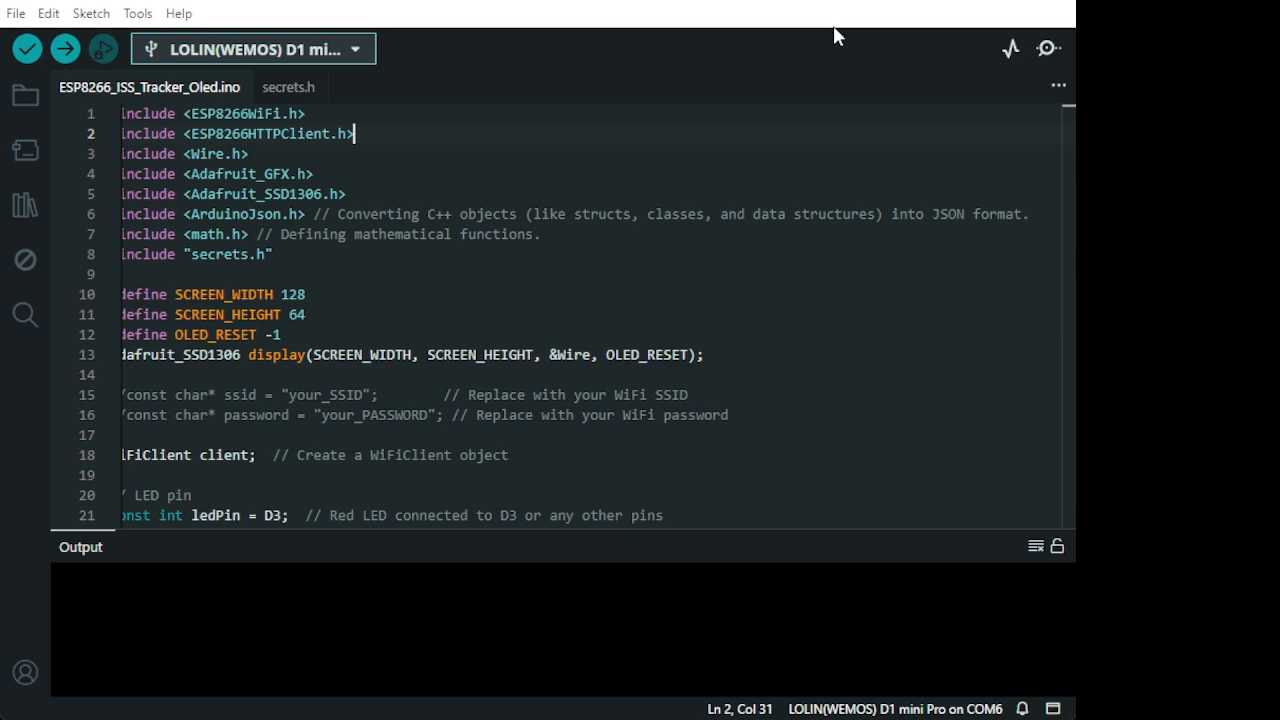 File Edit Sketch Tools Help
LOLIN(WEMOS) D1 mi...
ESP8266_ISS_Tracker_Oled.ino secrets.h
1 include <ESP8266WiFi.h>
2 include <ESP8266HTTPClient.h>
3 include <Wire.h>
4 include <Adafruit_GFX.h>
5 include <Adafruit_SSD1306.h>
6 include <ArduinoJson.h> // Converting C++ objects (like structs, classes, and data structures) into JSON format.
7 include <math.h> // Defining mathematical functions.
8 include "secrets.h"
9
10 define SCREEN_WIDTH 128
11 define SCREEN_HEIGHT 64
12 define OLED_RESET -1
13 dafruit_SSD1306 display(SCREEN_WIDTH, SCREEN_HEIGHT, &Wire, OLED_RESET);
14
15 /const char* ssid = "your_SSID"; // Replace with your WiFi SSID
16 /const char* password = "your_PASSWORD"; // Replace with your WiFi password
17
18 iFiClient client; // Create a WiFiClient object
19
20 / LED pin
21 onst int ledPin = D3; // Red LED connected to D3 or any other pins
Output
Ln 2, Col 31 LOLIN(WEMOS) D1 mini Pro on COM6